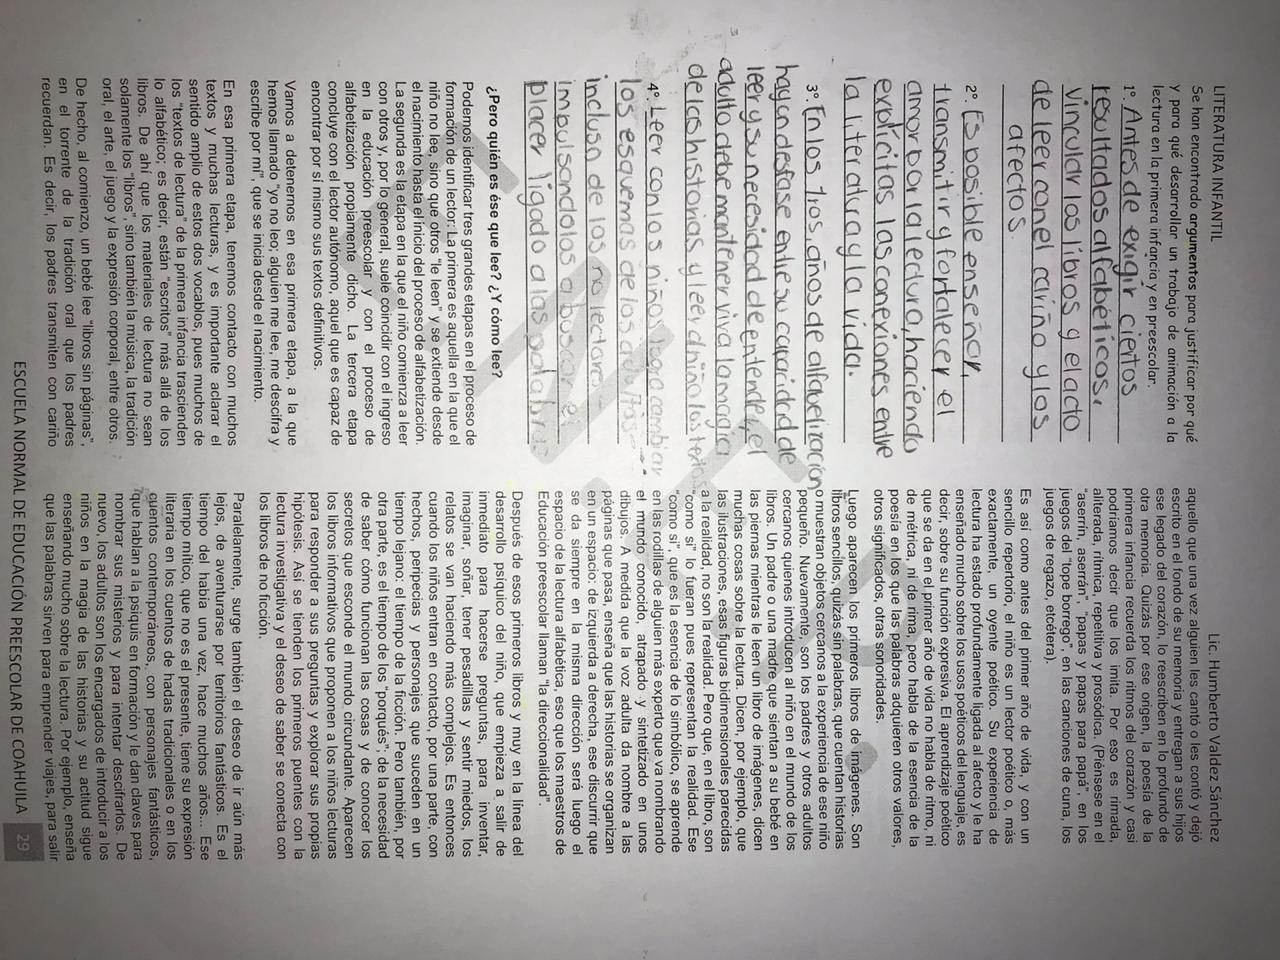 LITERATURA INFANTIL
Lic. Humberto Valdez Sánchez
Se han encontrado argumentos para justificar por qué
y para qué desarrollar un trabajo de animación a la
lectura en la primera infancia y en preescolar.
1º. Antes de exigir ciertos
resultados alfabéticos,
vincular los libros y el acto
de leer con el cariño y los
afectos.
2º. Es posible enseñar,
transmitir y fortalecer el
amor por la lectura, haciendo
explícitas las conexiones entre
la literatura y la vida.
3º. En los 1ros, años de alfabetización
haya un desfase entre su capacidad de
leer y su necesidad de entender, el
adulto debe mantener viva la magia
de las historias y leer al niño los textos
4º. Leer con los niños logra cambiar
los esquemas de los adultos
incluso de los no lectores
impulsandolos a buscar el
placer ligado a las palabras
¿Pero quién es ése que lee? ¿Y cómo lee?
Podemos identificar tres grandes etapas en el proceso de
formación de un lector: La primera es aquella en la que el
niño no lee, sino que otros "le leen" y se extiende desde
el nacimiento hasta el inicio del proceso de alfabetización.
La segunda es la etapa en la que el niño comienza a leer
con otros y, por lo general, suele coincidir con el ingreso
en la educación preescolar y con el proceso de
alfabetización propiamente dicho. La tercera etapa
concluye con el lector autónomo, aquel que es capaz de
encontrar por sí mismo sus textos definitivos.
Vamos a detenernos en esa primera etapa, a la que
hemos llamado "yo no leo; alguien me lee, me descifra y
escribe por mí", que se inicia desde el nacimiento.
En esa primera etapa, tenemos contacto con muchos
textos y muchas lecturas, y es importante aclarar el
sentido amplio de estos dos vocablos, pues muchos de
los "textos de lectura" de la primera infancia trascienden
lo alfabético; es decir, están "escritos" más allá de los
libros. De ahí que los materiales de lectura no sean
solamente los "libros", sino también la música, la tradición
oral, el arte, el juego y la expresión corporal, entre otros.
De hecho, al comienzo, un bebé lee "libros sin páginas",
en el torrente de la tradición oral que los padres
recuerdan. Es decir, los padres transmiten con cariño
aquello que una vez alguien les cantó o les contó y dejó
escrito en el fondo de su memoria y entregan a sus hijos
ese legado del corazón, lo reescriben en lo profundo de
otra memoria. Quizás por ese origen, la poesía de la
primera infancia recuerda los ritmos del corazón y casi
podríamos decir que los imita. Por eso es rimada,
aliterada, rítmica, repetitiva y prosódica. (Piénsese en el
"aserrín, aserrán", "papas y papas para papá", en los
juegos del "tope borrego", en las canciones de cuna, los
juegos de regazo, etcétera).
Es así como antes del primer año de vida, y con un
sencillo repertorio, el niño es un lector poético o, más
exactamente, un oyente poético. Su experiencia de
lectura ha estado profundamente ligada al afecto y le ha
enseñado mucho sobre los usos poéticos del lenguaje, es
decir, sobre su función expresiva. El aprendizaje poético
que se da en el primer año de vida no habla de ritmo, ni
de métrica, ni de rima, pero habla de la esencia de la
poesía en los que las palabras adquieren otros valores,
otros significados, otras sonoridades.
Luego aparecen los primeros libros de imágenes. Son
libros sencillos, quizás sin palabras, que cuentan historias
o muestran objetos cercanos a la experiencia de ese niño
pequeño. Nuevamente, son los padres y otros adultos
cercanos quienes introducen al niño en el mundo de los
libros. Un padre o una madre que sientan a su bebé en
las piernas mientras le leen un libro de imágenes, dicen
muchas cosas sobre la lectura. Dicen, por ejemplo, que
las ilustraciones, esas figuras bidimensionales parecidas
a la realidad, no son la realidad. Pero que, en el libro, son
"como si" lo fueran pues representan la realidad. Ese
"como si", que es la esencia de lo simbólico, se aprende
en las rodillas de alguien más experto que va nombrando
el mundo conocido, atrapado y sintetizado en unos
dibujos. A medida que la voz adulta da nombre a las
páginas que pasa, enseña que las historias se organizan
en un espacio: de izquierda a derecha, ese discurrir que
se da siempre en la misma dirección será luego el
espacio de la lectura alfabética, eso que los maestros de
Educación preescolar llaman "la direccionalidad".
Después de esos primeros libros y muy en la línea del
desarrollo psíquico del niño, que empieza a salir de
inmediato para hacerse preguntas, para inventar,
imaginar, soñar, tener pesadillas y sentir miedos, los
relatos se van haciendo más complejos. Es entonces
cuando los niños entran en contacto, por una parte, con
hechos, peripecias y personajes que suceden en un
tiempo lejano: el tiempo de la ficción. Pero también, por
otra parte, es el tiempo de los "porqués"; de la necesidad
de saber cómo funcionan las cosas y de conocer los
secretos que esconde el mundo circundante. Aparecen
los libros informativos que proponen a los niños lecturas
para responder a sus preguntas y explorar sus propias
hipótesis. Así se tienden los primeros puentes con la
lectura investigativa y el deseo de saber se conecta con
los libros de no ficción.
Paralelamente, surge también el deseo de ir aún más
lejos, de aventurarse por territorios fantásticos. Es el
tiempo del había una vez, hace muchos años... Ese
tiempo mítico, que no es el presente, tiene su expresión
literaria en los cuentos de hadas tradicionales o en los
cuentos contemporáneos, con personajes fantásticos,
que hablan a la psiquis en formación y le dan claves para
nombrar sus misterios y para intentar descifrarlos. De
nuevo, los adultos son los encargados de introducir a los
niños en la magia de las historias y su actitud sigue
enseñando mucho sobre la lectura. Por ejemplo, enseña
que las palabras sirven para emprender viajes, para salir
ESCUELA NORMAL DE EDUCACIÓN PREESCOLAR DE COAHUILA 29